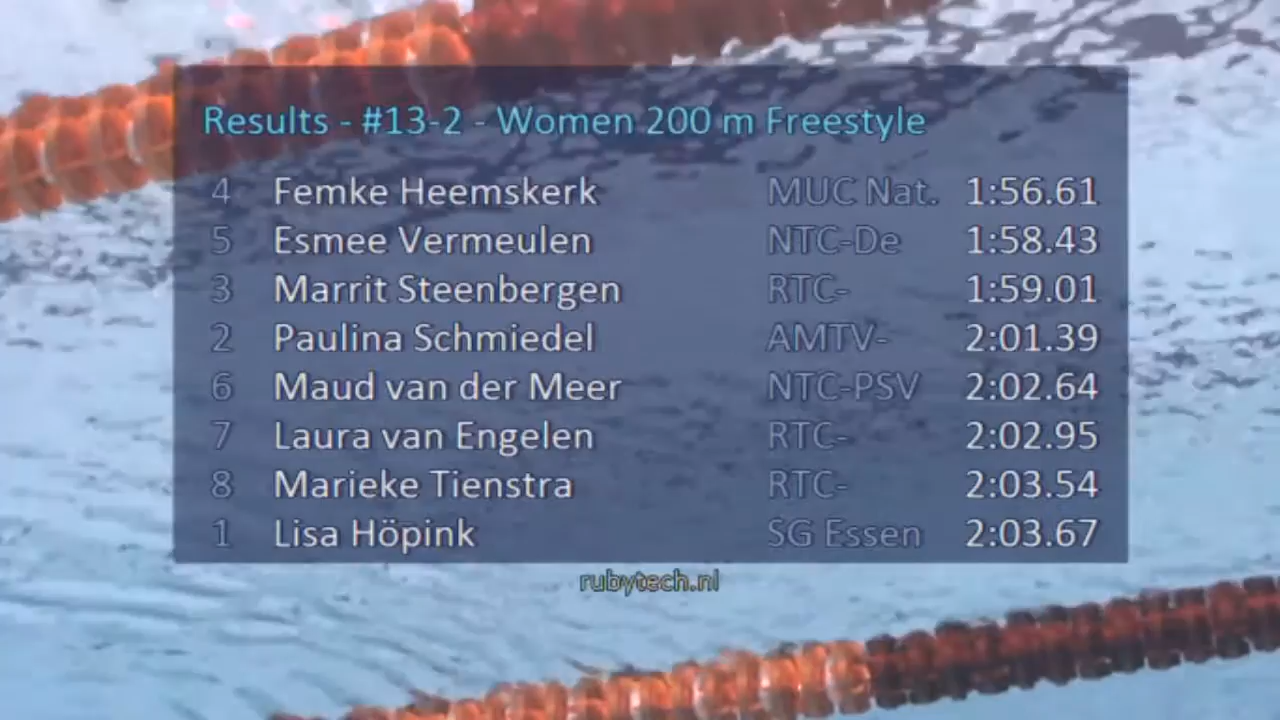 Results - #13-2 - Women 200 m Freestyle
4 Femke Heemskerk MUC Nat. 1:56.61
5 Esmee Vermeulen NTC-De 1:58.43
3 Marrit Steenbergen RTC- 1:59.01
2 Paulina Schmiedel AMTV- 2:01.39
6 Maud van der Meer NTC-PSV 2:02.64
7 Laura van Engelen RTC- 2:02.95
8 Marieke Tienstra RTC- 2:03.54
1 Lisa Höpink SG Essen 2:03.67
rubytech.nl